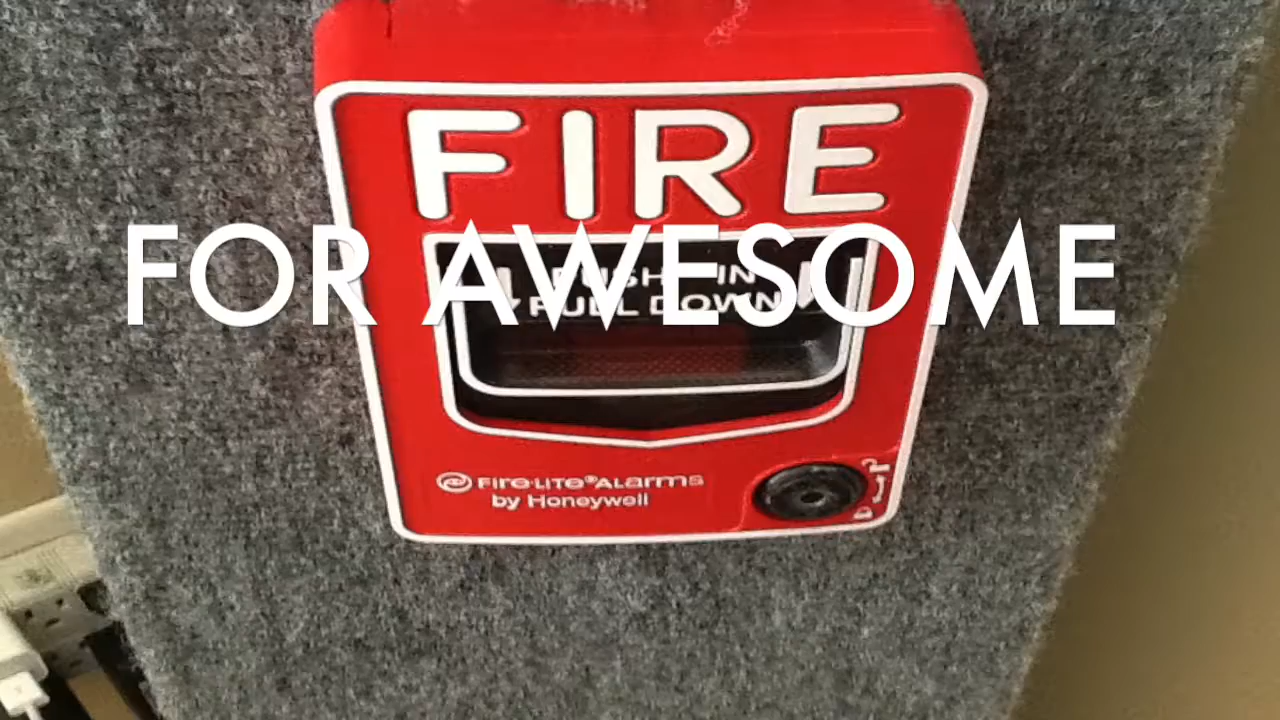 FIRE
FOR AWESOME
PUSH IN
PULL DOWN
Fire•Lite®Alarms
by Honeywell